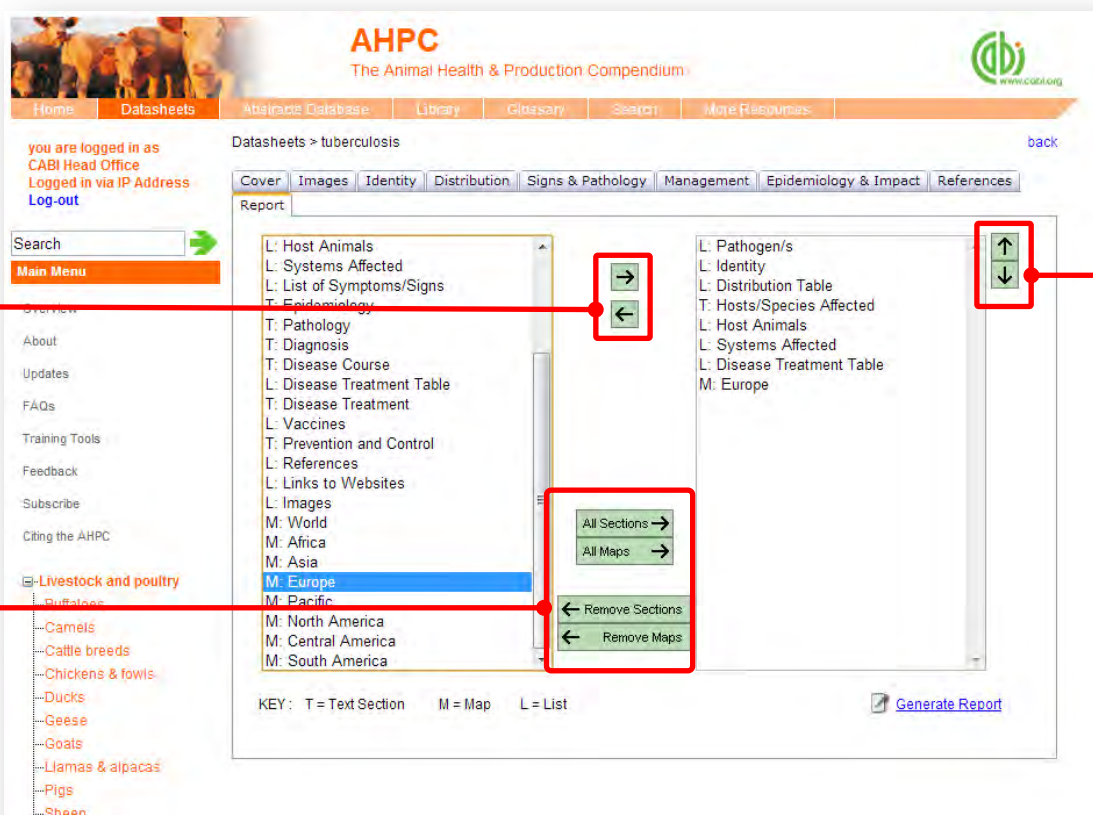 AHPC
The Animal Health & Production Compendium
cabi
www.cabi.org
Home Datasheets Abstracts Database Library Glossary Search More Resources
you are logged in as
CABI Head Office
Logged in via IP Address
Log-out
Datasheets > tuberculosis
back
Cover Images Identity Distribution Signs & Pathology Management Epidemiology & Impact References
Report
Search
Main Menu
Overview
About
Updates
FAQs
Training Tools
Feedback
Subscribe
Citing the AHPC
Livestock and poultry
Buffaloes
Camels
Cattle breeds
Chickens & fowls
Ducks
Geese
Goats
Llamas & alpacas
Pigs
Sheep
L: Host Animals
L: Systems Affected
L: List of Symptoms/Signs
T: Epidemiology
T: Pathology
T: Diagnosis
T: Disease Course
L: Disease Treatment Table
T: Disease Treatment
L: Vaccines
T: Prevention and Control
L: References
L: Links to Websites
L: Images
M: World
M: Africa
M: Asia
M: Europe
M: Pacific
M: North America
M: Central America
M: South America
All Sections
All Maps
Remove Sections
Remove Maps
L: Pathogen/s
L: Identity
L: Distribution Table
T: Hosts/Species Affected
L: Host Animals
L: Systems Affected
L: Disease Treatment Table
M: Europe
KEY : T = Text Section M = Map L = List
Generate Report